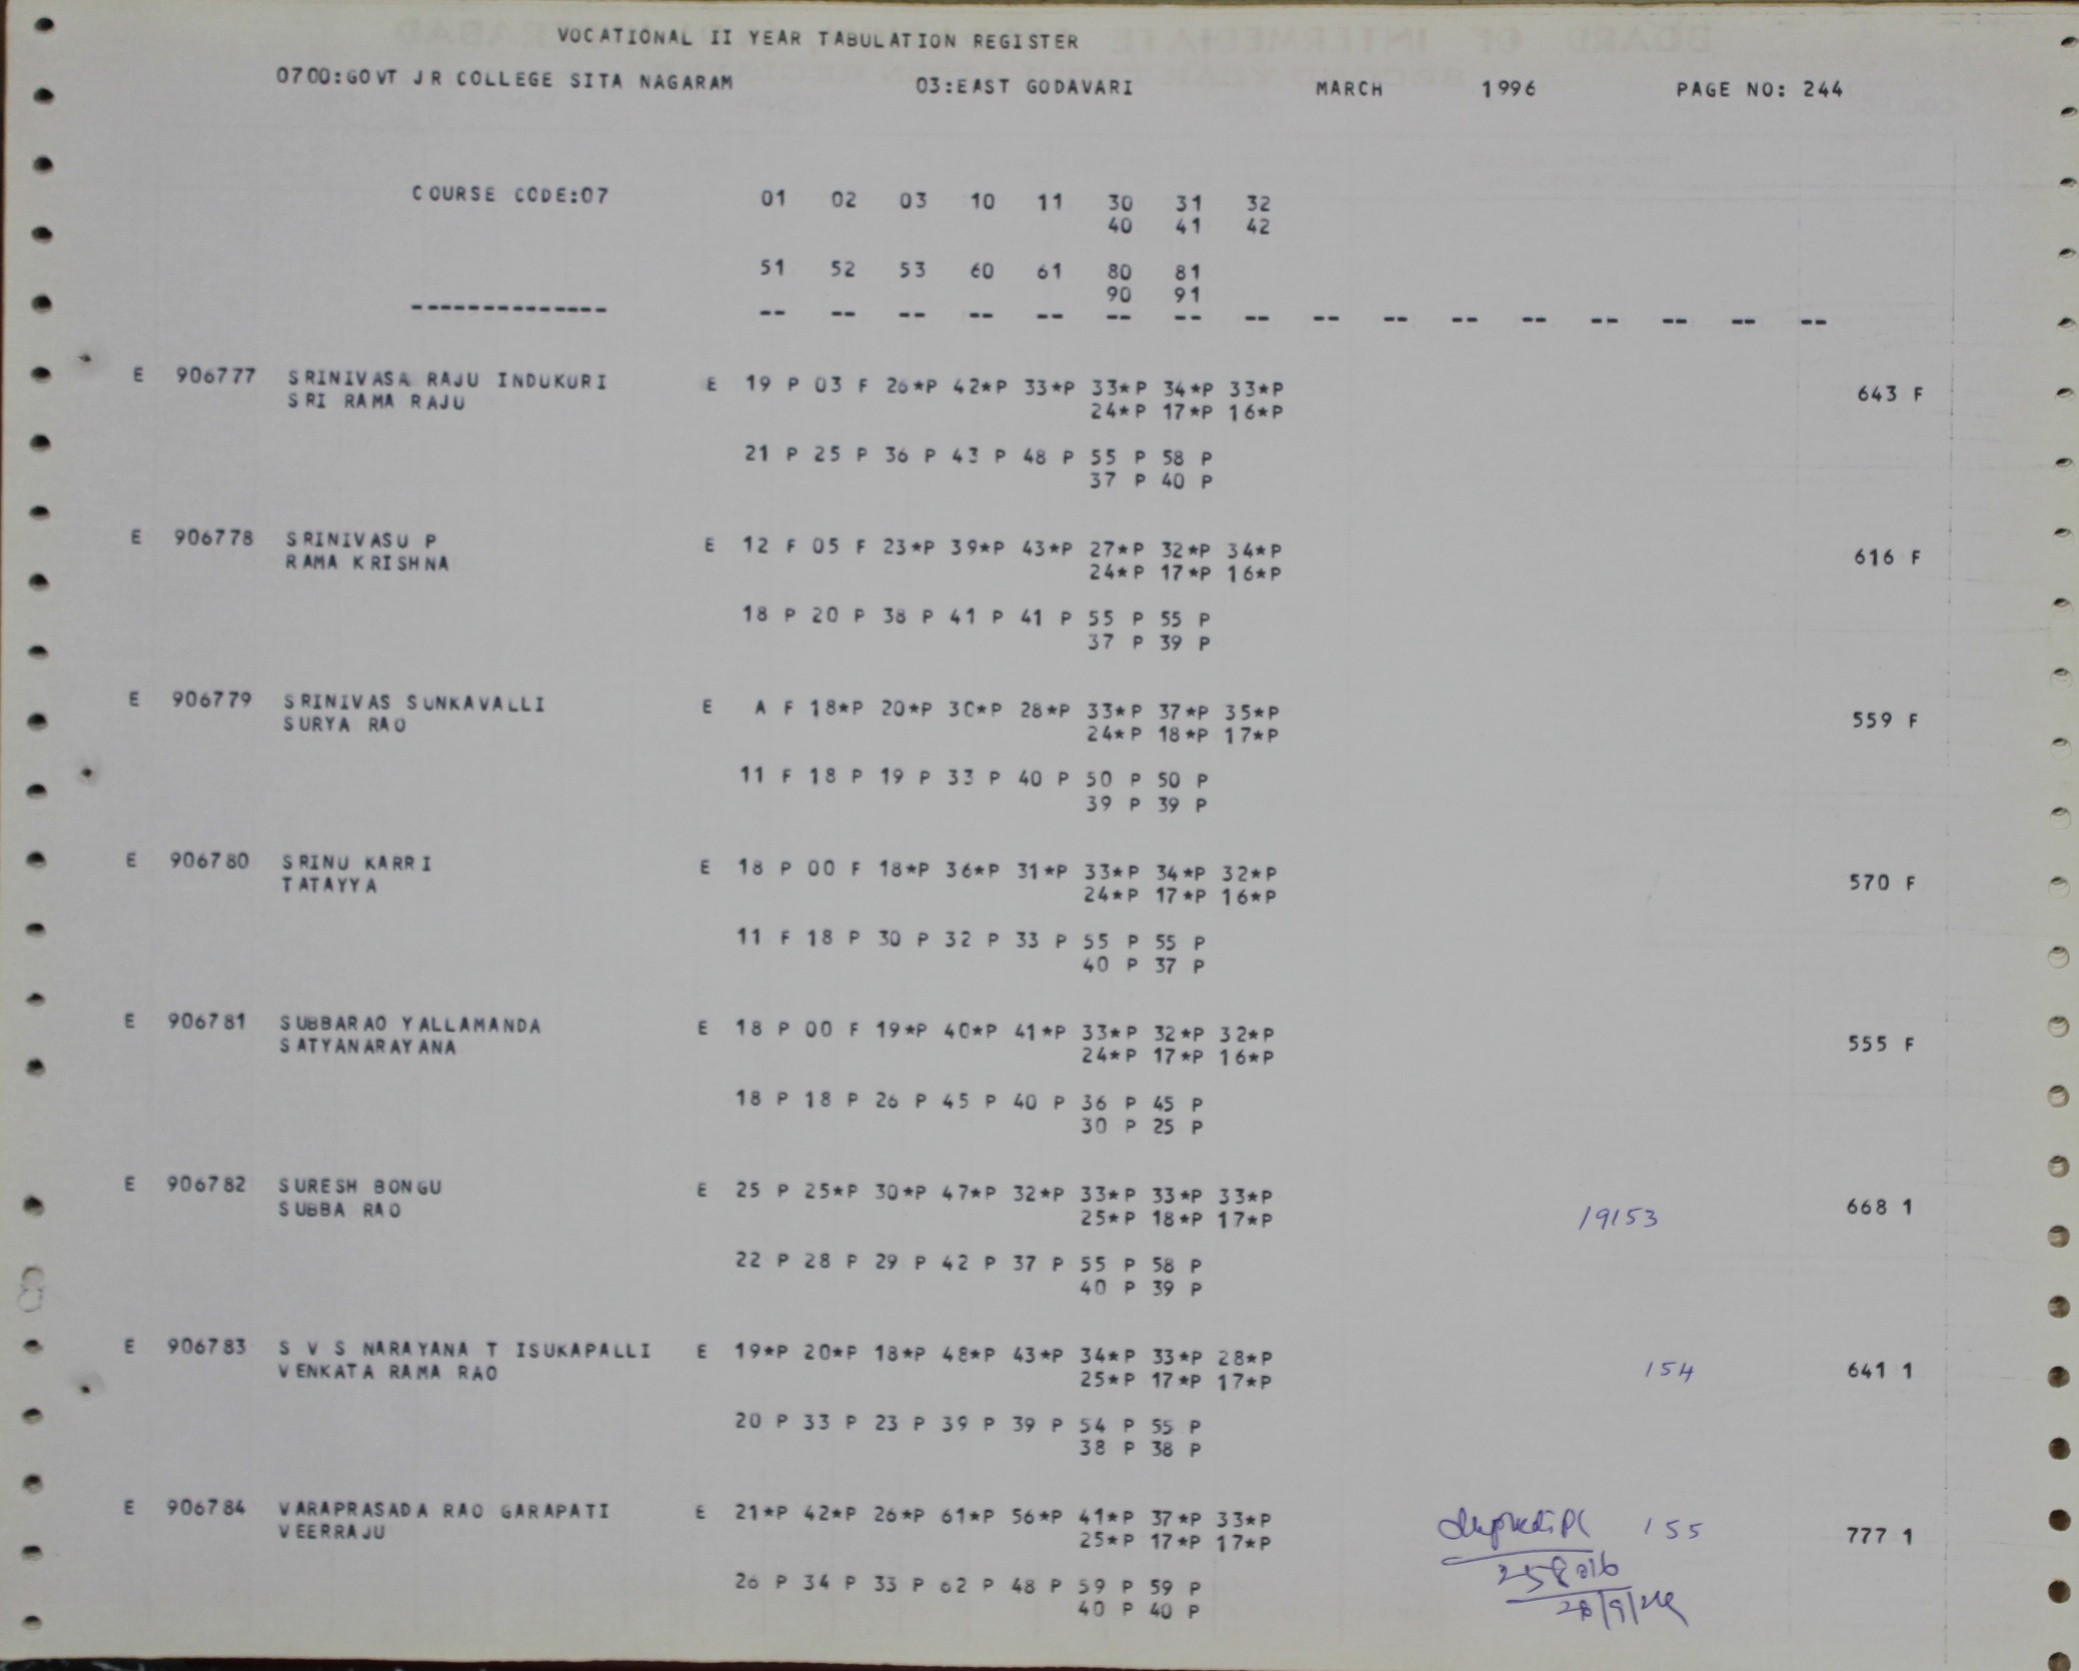 VOCATIONAL II YEAR TABULATION REGISTER
0700:GOVT JR COLLEGE SITA NAGARAM 03:EAST GODAVARI MARCH 1996 PAGE NO: 244
COURSE CODE:07 01 02 03 10 11 30 31 32
40 41 42
51 52 53 60 61 80 81
90 91
-------------- -- -- -- -- -- -- -- -- -- -- -- -- -- -- -- --
E 906777 SRINIVASA RAJU INDUKURI E 19 P 03 F 26*P 42*P 33*P 33*P 34*P 33*P 643 F
SRI RAMA RAJU 24*P 17*P 16*P
21 P 25 P 36 P 43 P 48 P 55 P 58 P
37 P 40 P
E 906778 SRINIVASU P E 12 F 05 F 23*P 39*P 43*P 27*P 32*P 34*P 616 F
RAMA KRISHNA 24*P 17*P 16*P
18 P 20 P 38 P 41 P 41 P 55 P 55 P
37 P 39 P
E 906779 SRINIVAS SUNKAVALLI E A F 18*P 20*P 30*P 28*P 33*P 37*P 35*P 559 F
SURYA RAO 24*P 18*P 17*P
11 F 18 P 19 P 33 P 40 P 50 P 50 P
39 P 39 P
E 906780 SRINU KARRI E 18 P 00 F 18*P 36*P 31*P 33*P 34*P 32*P 570 F
TATAYYA 24*P 17*P 16*P
11 F 18 P 30 P 32 P 33 P 55 P 55 P
40 P 37 P
E 906781 SUBBARAO YALLAMANDA E 18 P 00 F 19*P 40*P 41*P 33*P 32*P 32*P 555 F
SATYANARAYANA 24*P 17*P 16*P
18 P 18 P 26 P 45 P 40 P 36 P 45 P
30 P 25 P
E 906782 SURESH BONGU E 25 P 25*P 30*P 47*P 32*P 33*P 33*P 33*P 19153 668 1
SUBBA RAO 25*P 18*P 17*P
22 P 28 P 29 P 42 P 37 P 55 P 58 P
40 P 39 P
E 906783 S V S NARAYANA T ISUKAPALLI E 19*P 20*P 18*P 48*P 43*P 34*P 33*P 28*P 154 641 1
VENKATA RAMA RAO 25*P 17*P 17*P
20 P 33 P 23 P 39 P 39 P 54 P 55 P
38 P 38 P
E 906784 VARAPRASADA RAO GARAPATI E 21*P 42*P 26*P 61*P 56*P 41*P 37*P 33*P 155 777 1
VEERRAJU 25*P 17*P 17*P
26 P 34 P 33 P 62 P 48 P 59 P 59 P
40 P 40 P